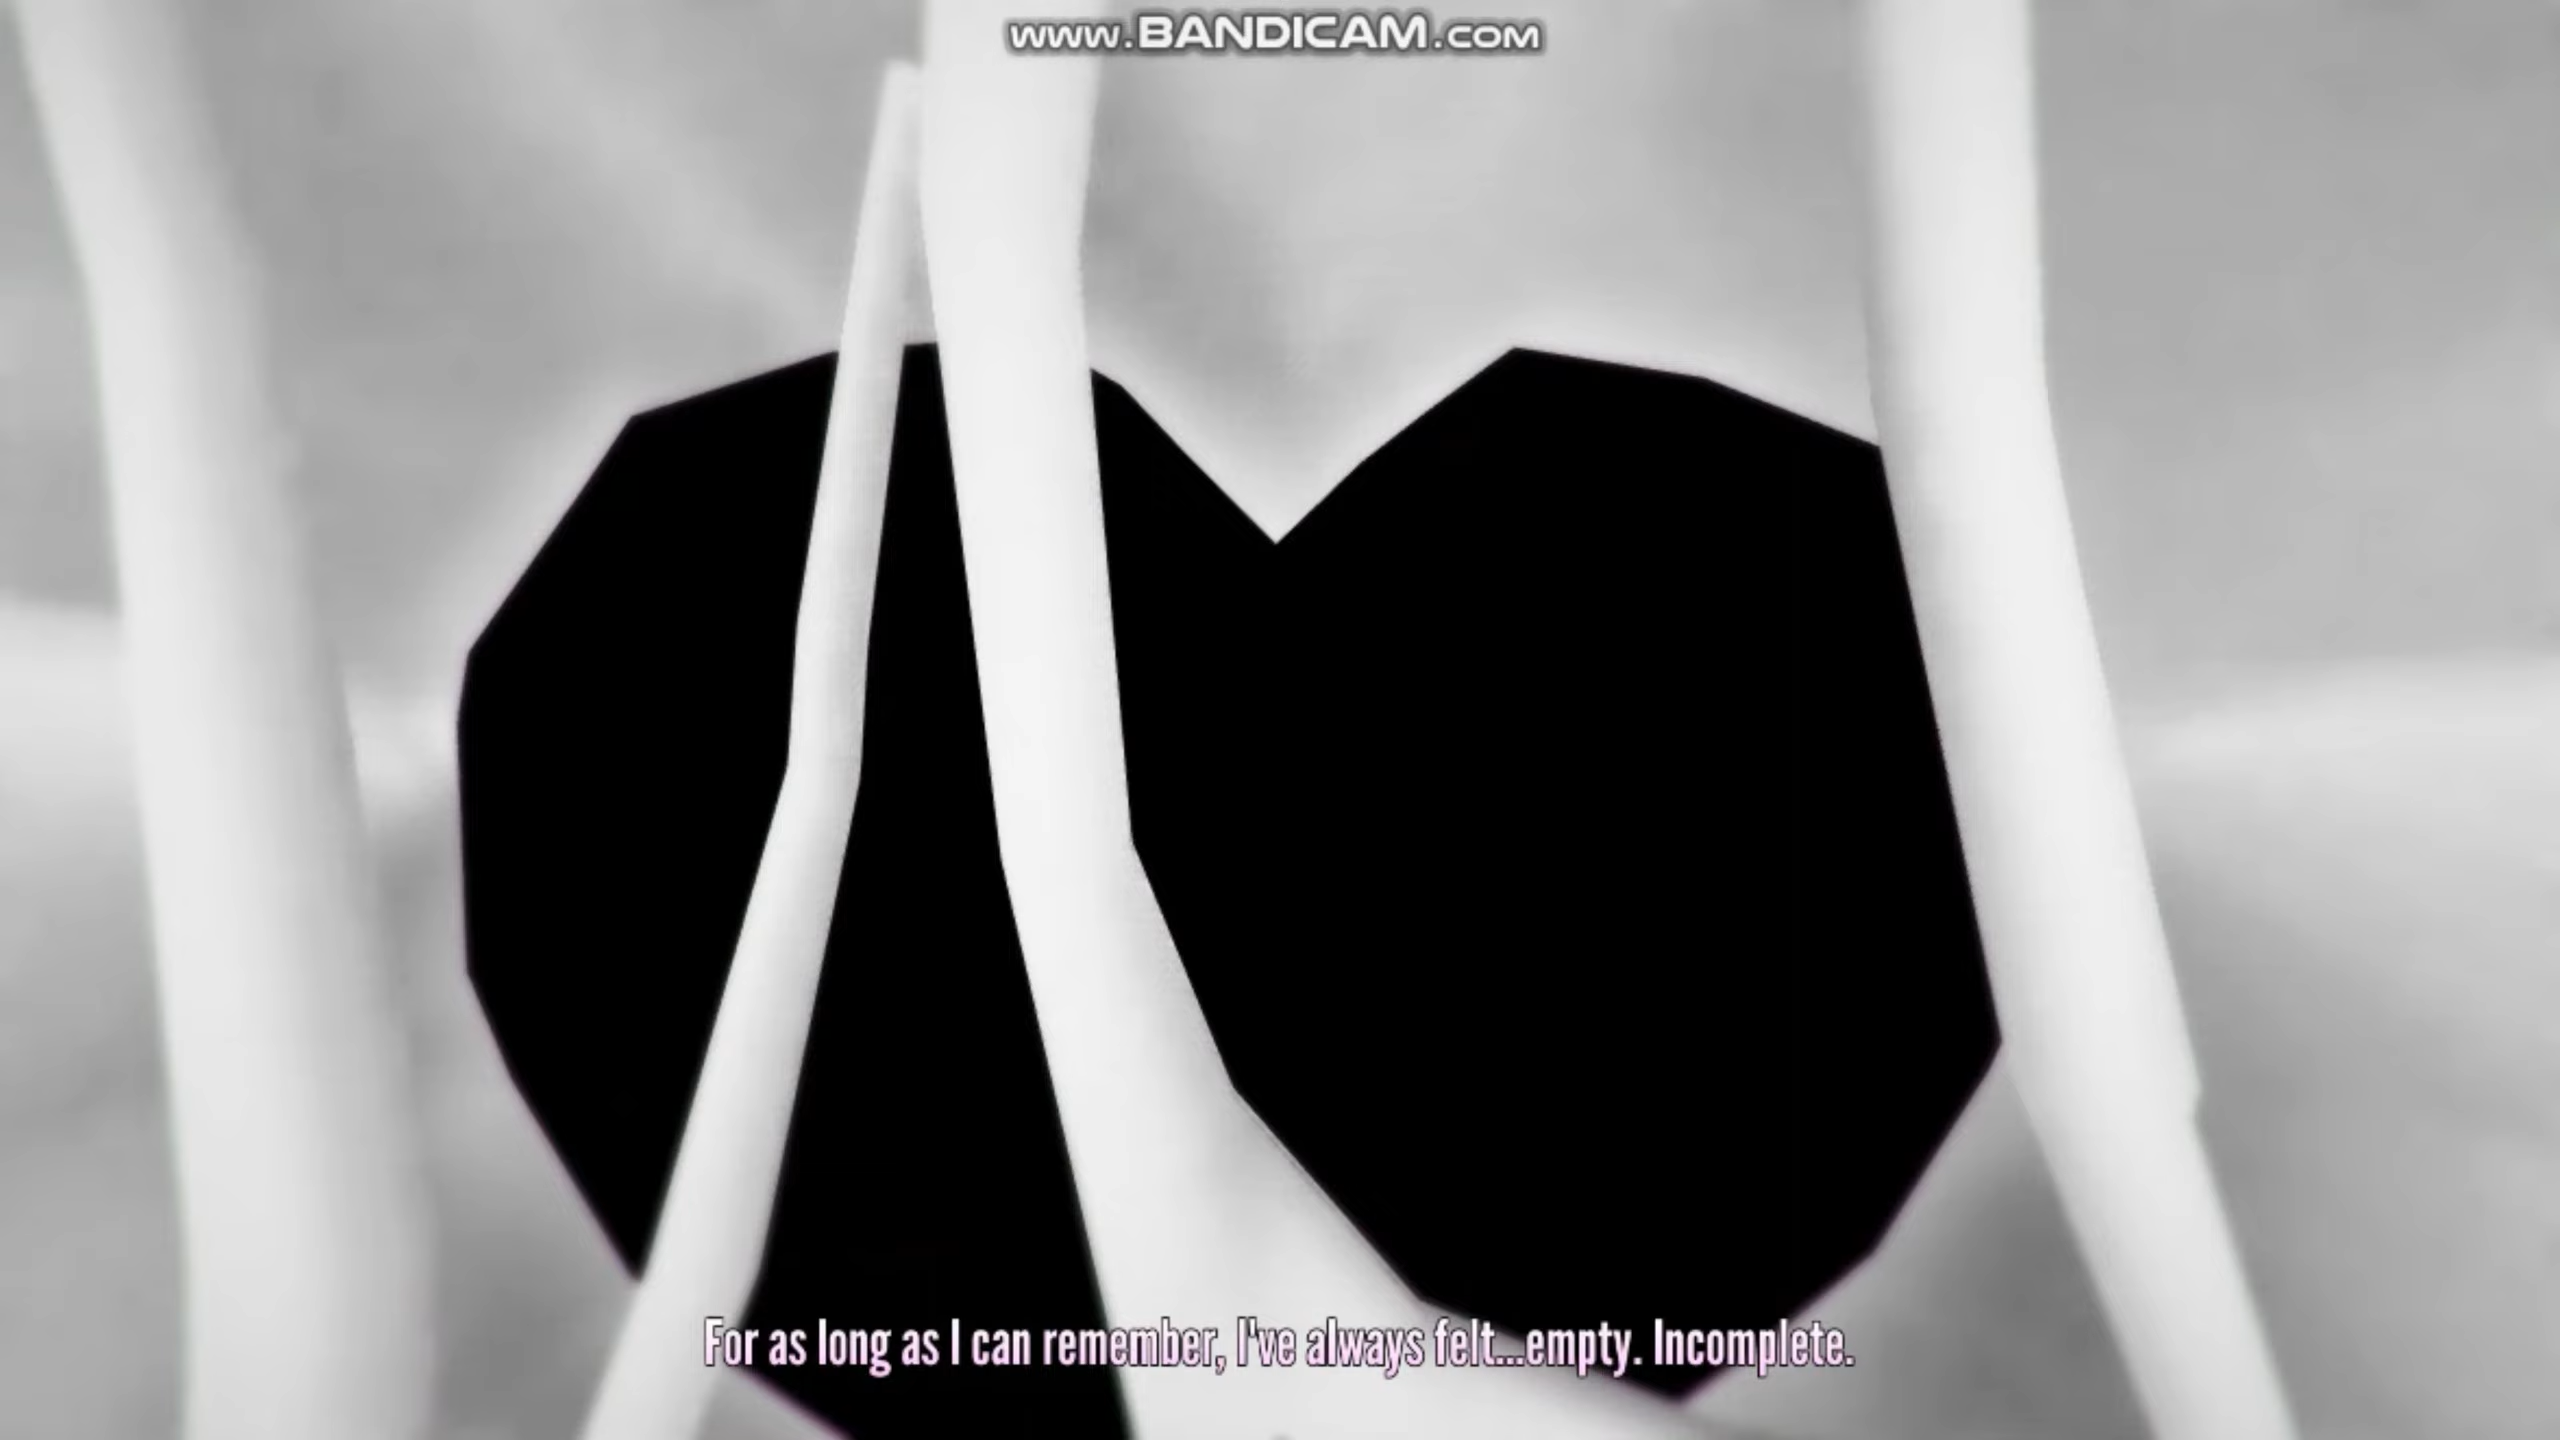 www.BANDICAM.com
For as long as I can remember, I've always felt...empty. Incomplete.